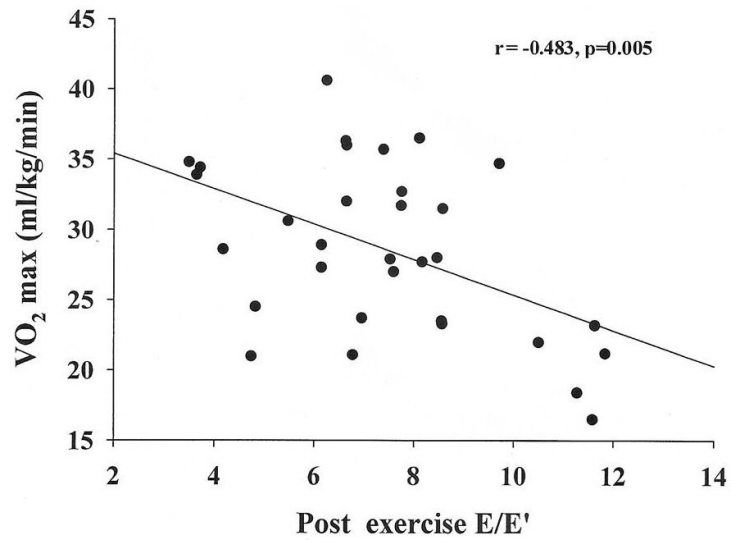 r= -0.483, p=0.005
VO₂ max (ml/kg/min)
45
40
35
30
25
20
15
2 4 6 8 10 12 14
Post exercise E/E'